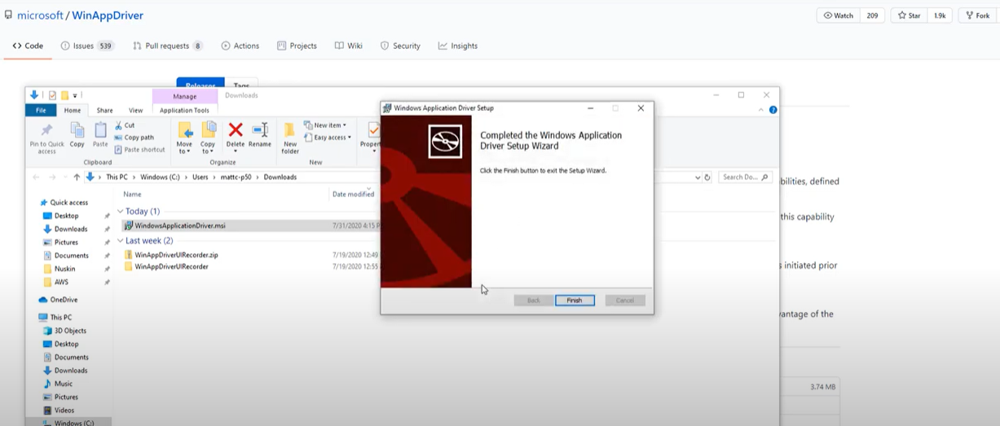 microsoft / WinAppDriver
Watch 209 Star 1.9k Fork
Code Issues 539 Pull requests 8 Actions Projects Wiki Security Insights
Releases Tags
Manage Downloads
File Home Share View Application Tools
Pin to Quick access
Copy
Paste
Cut
Copy path
Paste shortcut
Clipboard
Move to
Copy to
Delete
Rename
Organize
New folder
New item
Easy access
New
Propert
This PC > Windows (C:) > Users > mattc-p50 > Downloads
Search Do...
Quick access
Desktop
Downloads
Pictures
Documents
Nuskin
AWS
OneDrive
This PC
3D Objects
Desktop
Documents
Downloads
Music
Pictures
Videos
Windows (C:)
Name Date modified
Today (1)
WindowsApplicationDriver.msi 7/31/2020 4:15 P
Last week (2)
WinAppDriverUIRecorder.zip 7/19/2020 12:49
WinAppDriverUIRecorder 7/19/2020 12:55
Windows Application Driver Setup
Completed the Windows Application
Driver Setup Wizard
Click the Finish button to exit the Setup Wizard.
Back Finish Cancel
bilities, defined
this capability
s initiated prior
vantage of the
3.74 MB